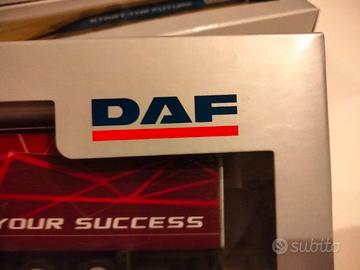 START THE FUTURE
DAF
YOUR SUCCESS
subito